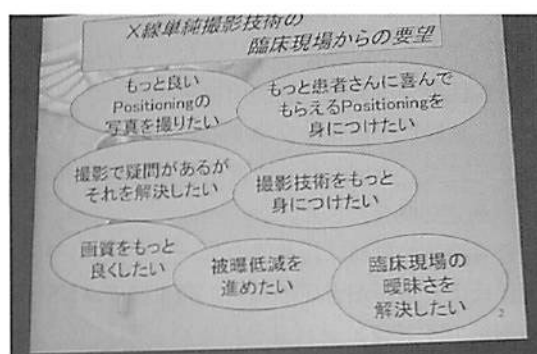 X線単純撮影技術の
臨床現場からの要望
もっと良い
Positioningの
写真を撮りたい
もっと患者さんに喜んで
もらえるPositioningを
身につけたい
撮影で疑問があるが
それを解決したい
撮影技術をもっと
身につけたい
画質をもっと
良くしたい
被曝低減を
進めたい
臨床現場の
曖昧さを
解決したい
2